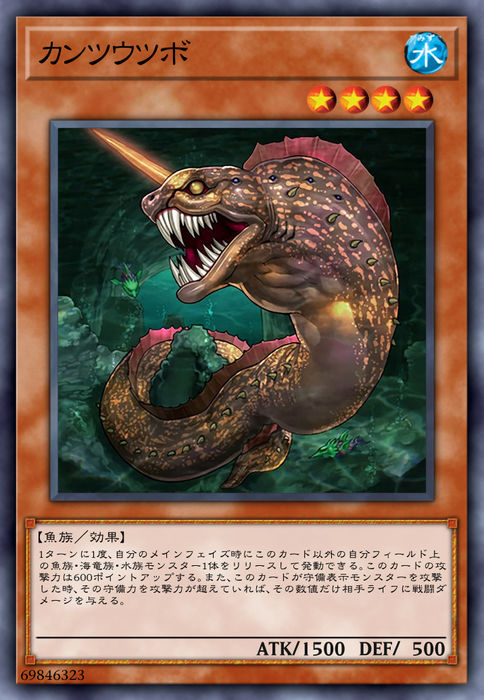 カンツウツボ
みず
水
【魚族／効果】
1ターンに1度、自分のメインフェイズ時にこのカード以外の自分フィールド上
の魚族・海竜族・水族モンスター1体をリリースして発動できる。このカードの攻
撃力は600ポイントアップする。また、このカードが守備表示モンスターを攻撃
した時、その守備力を攻撃力が超えていれば、その数値だけ相手ライフに戦闘ダ
メージを与える。
ATK/1500 DEF/ 500
69846323